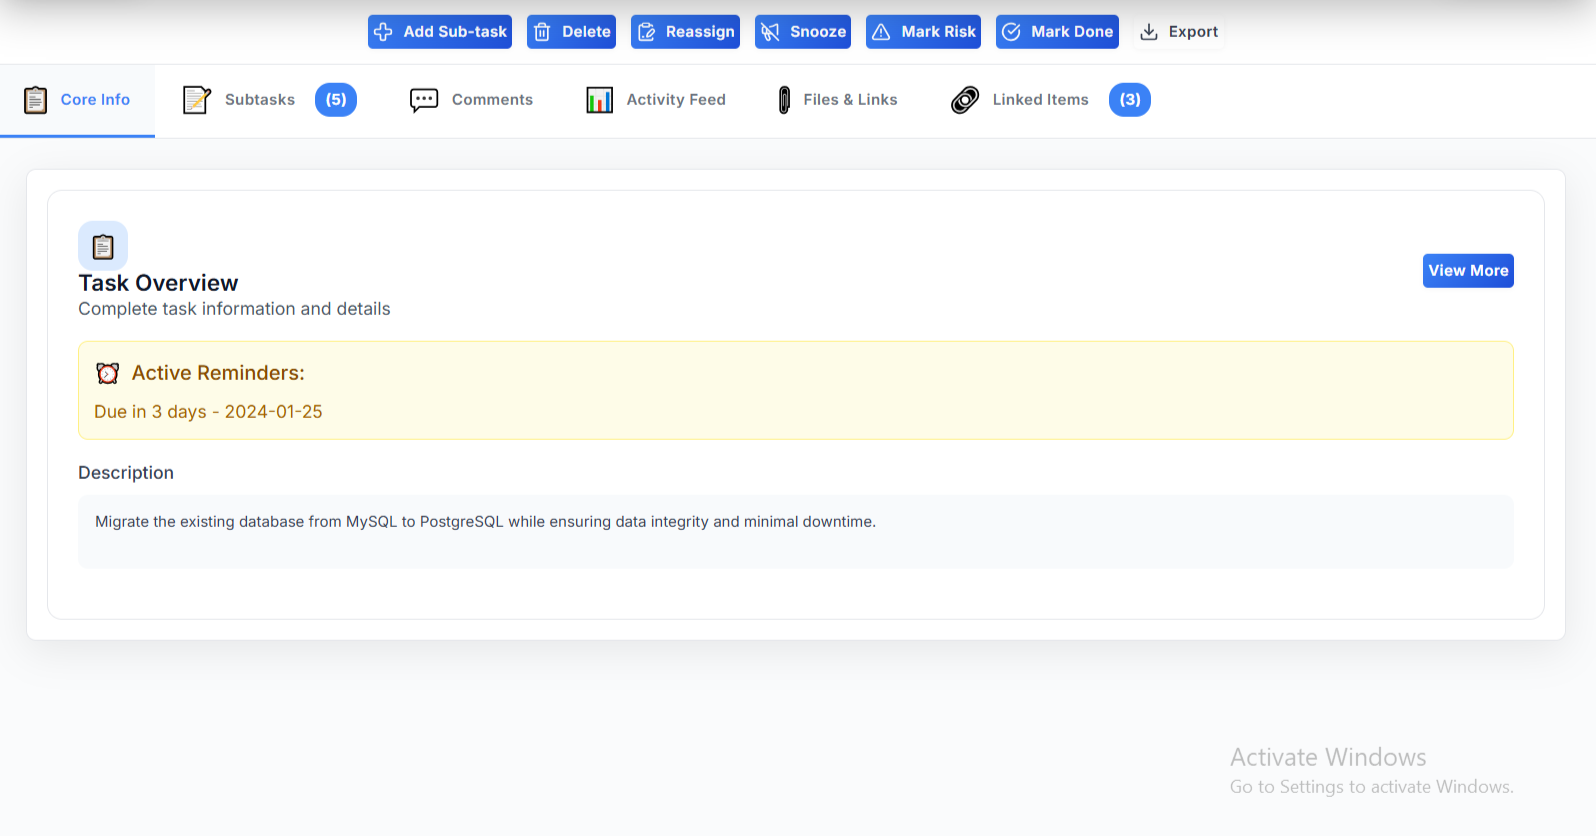 Add Sub-task Delete Reassign Snooze Mark Risk Mark Done Export
Core Info Subtasks (5) Comments Activity Feed Files & Links Linked Items (3)
Task Overview
View More
Complete task information and details
Active Reminders:
Due in 3 days - 2024-01-25
Description
Migrate the existing database from MySQL to PostgreSQL while ensuring data integrity and minimal downtime.
Activate Windows
Go to Settings to activate Windows.